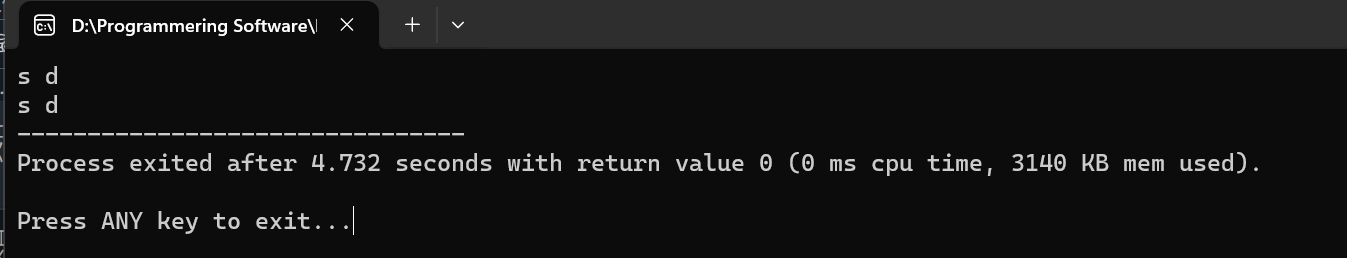 D:\Programmering Software\
s d
s d
--------------------------------
Process exited after 4.732 seconds with return value 0 (0 ms cpu time, 3140 KB mem used).
Press ANY key to exit...